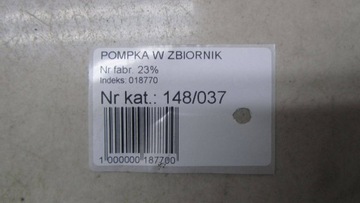 POMPKA W ZBIORNIK
Nr fabr. 23%
Indeks: 018770
Nr kat.: 148/037
1 000000 187700